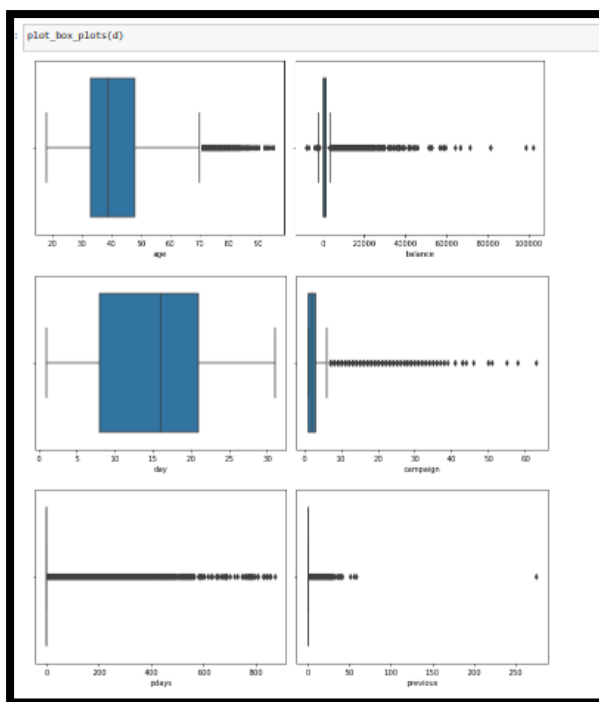 : plot_box_plots(d)
20 30 40 50 60 70 80 90
age
0 20000 40000 60000 80000 100000
balance
0 5 10 15 20 25 30
day
0 10 20 30 40 50 60
campaign
0 200 400 600 800
pdays
0 50 100 150 200 250
previous